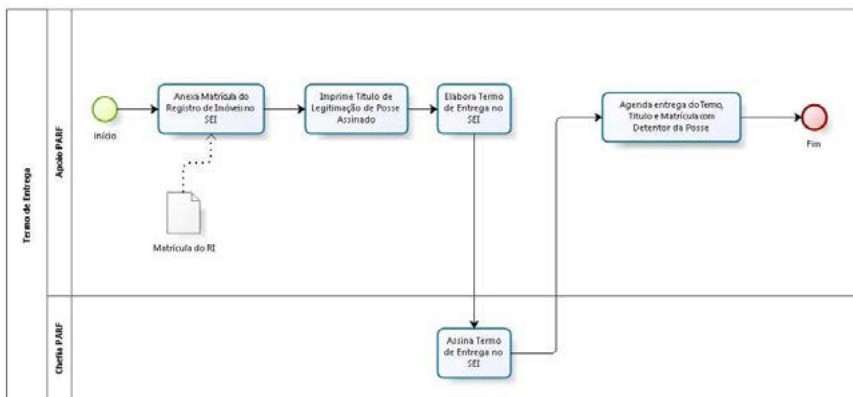 Termo de Entrega
Apoio PARF
início
Anexa Matrícula do
Registro de Imóveis no
SEI
Matrícula do RI
Imprime Título de
Legitimação de Posse
Assinado
Elabora Termo
de Entrega no
SEI
Agenda entrega do Termo,
Título e Matrícula com
Detentor da Posse
Fim
Chefia PARF
Assina Termo
de Entrega no
SEI